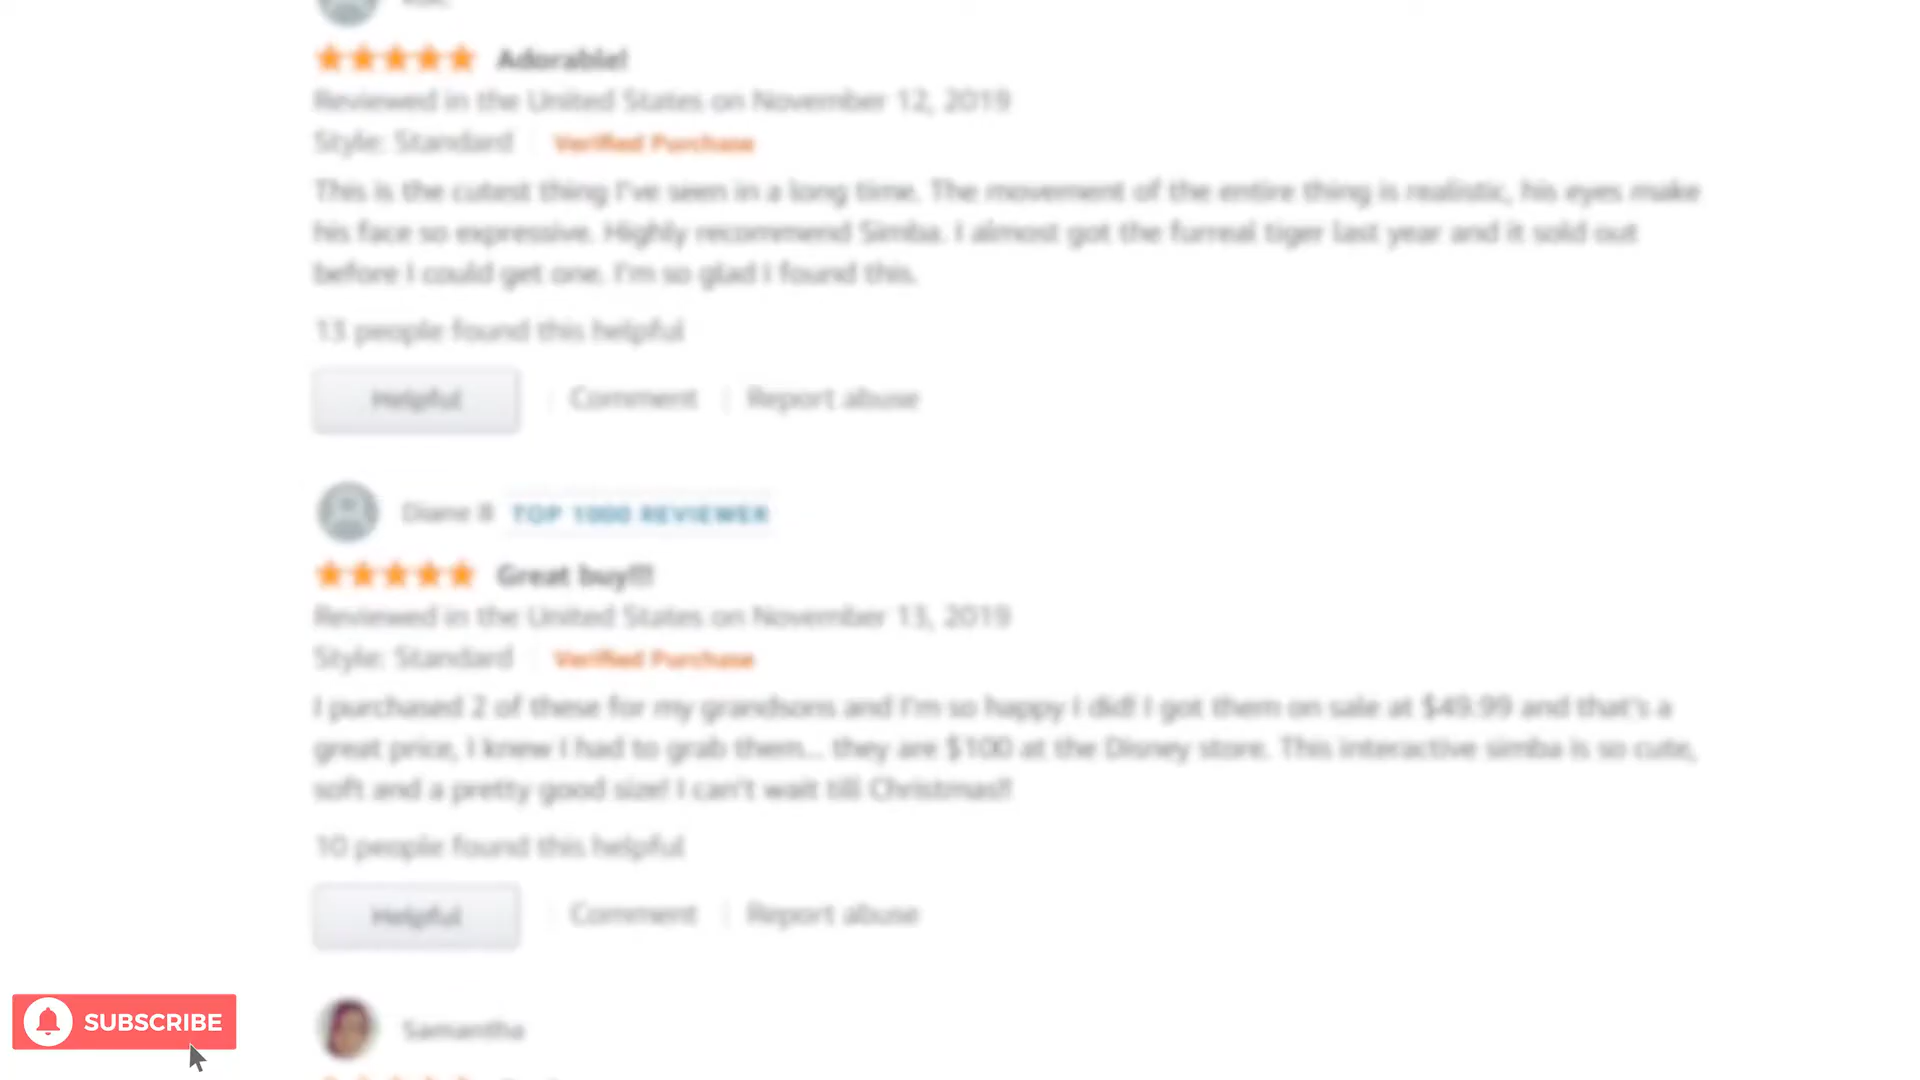 Adorable!
Reviewed in the United States on November 12, 2019
Style: Standard Verified Purchase
This is the cutest thing I've seen in a long time. The movement of the entire thing is realistic, his eyes make
his face so expressive. Highly recommend Simba. I almost got the furreal tiger last year and it sold out
before I could get one. I'm so glad I found this.
13 people found this helpful
Helpful Comment Report abuse
Diane B TOP 1000 REVIEWER
Great buy!!!
Reviewed in the United States on November 13, 2019
Style: Standard Verified Purchase
I purchased 2 of these for my grandsons and I'm so happy I did! I got them on sale at $49.99 and that's a
great price, I knew I had to grab them... they are $100 at the Disney store. This interactive simba is so cute,
soft and a pretty good size! I can't wait till Christmas!!
10 people found this helpful
Helpful Comment Report abuse
Samantha
SUBSCRIBE